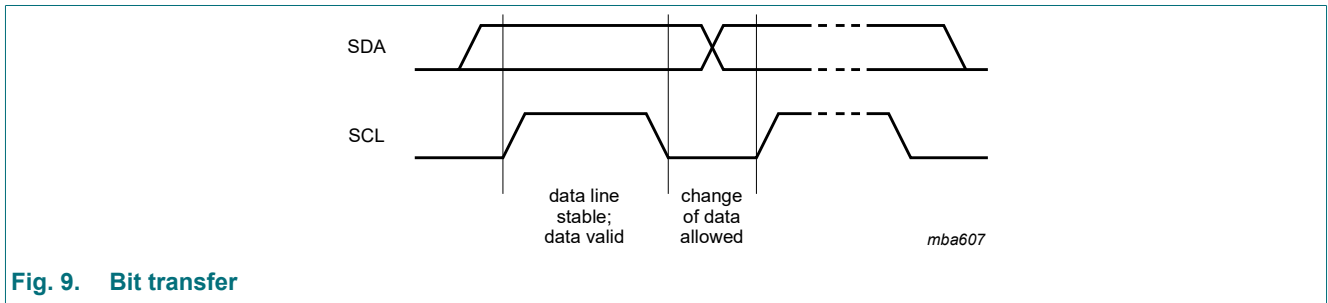 SDA
SCL
data line
stable;
data valid
change
of data
allowed
mba607
Fig. 9. Bit transfer